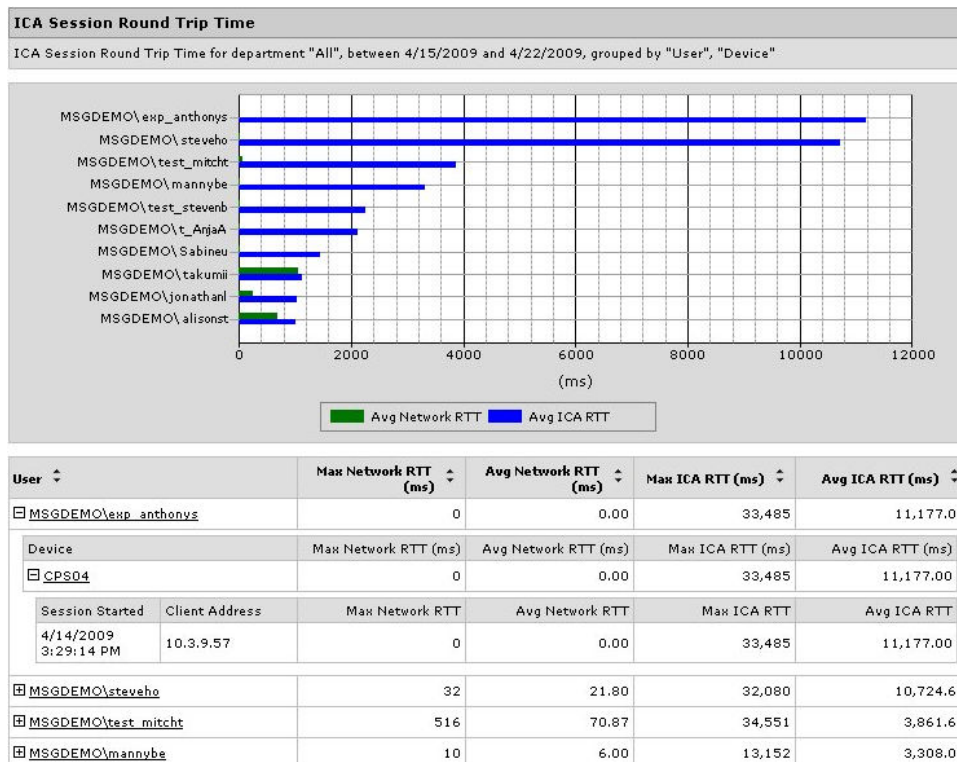 ICA Session Round Trip Time
ICA Session Round Trip Time for department "All", between 4/15/2009 and 4/22/2009, grouped by "User", "Device"
MSGDEMO\exp_anthonys
MSGDEMO\steveho
MSGDEMO\test_mitcht
MSGDEMO\mannybe
MSGDEMO\test_stevenb
MSGDEMO\t_AnjaA
MSGDEMO\Sabineu
MSGDEMO\takumii
MSGDEMO\jonathanl
MSGDEMO\alisonst
0 2000 4000 6000 8000 10000 12000
(ms)
Avg Network RTT Avg ICA RTT
User Max Network RTT (ms) Avg Network RTT (ms) Max ICA RTT (ms) Avg ICA RTT (ms)
MSGDEMO\exp_anthonys 0 0.00 33,485 11,177.0
Device Max Network RTT (ms) Avg Network RTT (ms) Max ICA RTT (ms) Avg ICA RTT (ms)
CPS04 0 0.00 33,485 11,177.00
Session Started Client Address Max Network RTT Avg Network RTT Max ICA RTT Avg ICA RTT
4/14/2009 3:29:14 PM 10.3.9.57 0 0.00 33,485 11,177.00
MSGDEMO\steveho 32 21.80 32,080 10,724.6
MSGDEMO\test_mitcht 516 70.87 34,551 3,861.6
MSGDEMO\mannybe 10 6.00 13,152 3,308.0